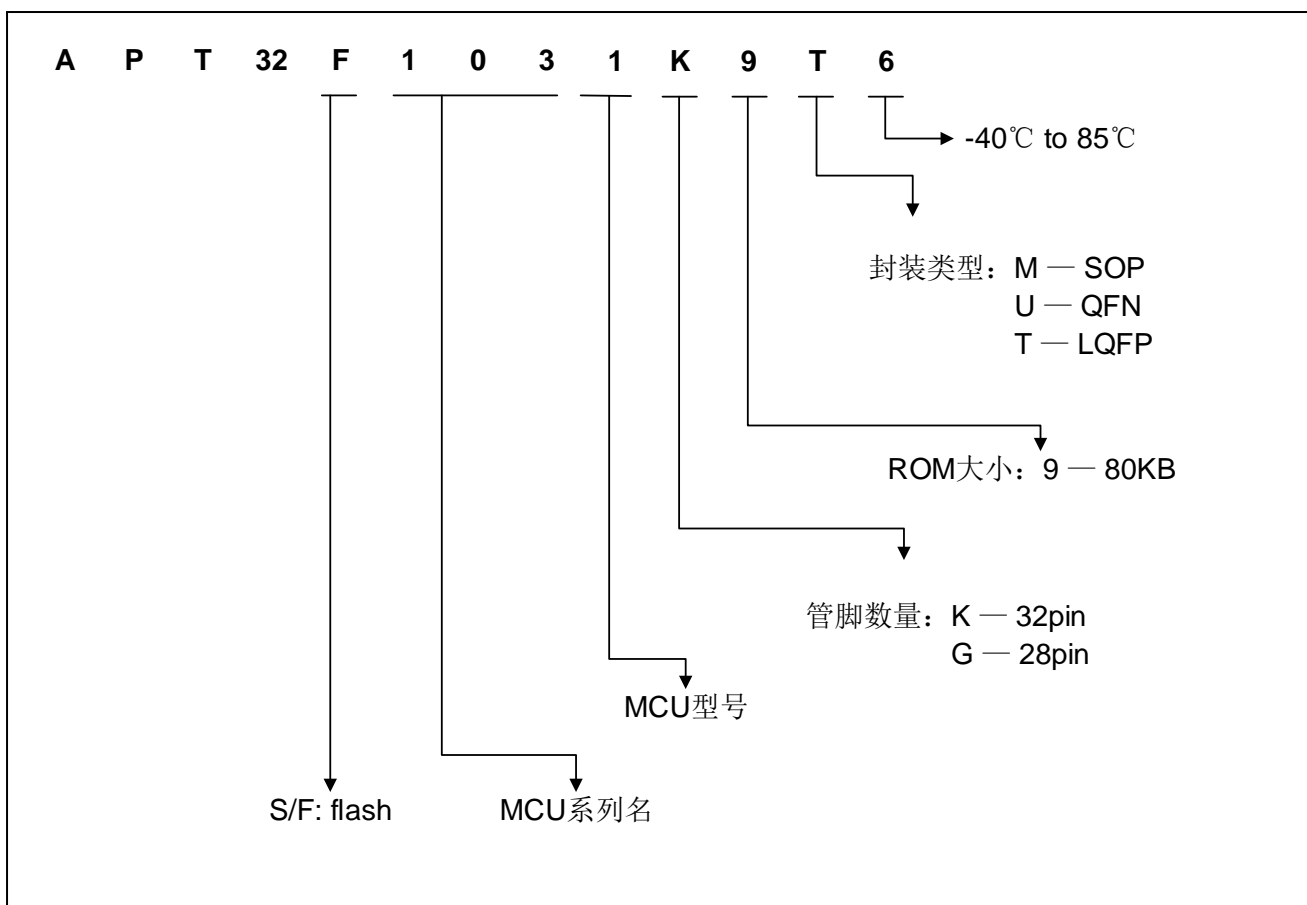 A P T 32 F 1 0 3 1 K 9 T 6
-40℃ to 85℃
封装类型：M — SOP
U — QFN
T — LQFP
ROM大小：9 — 80KB
管脚数量：K — 32pin
G — 28pin
MCU型号
S/F: flash MCU系列名